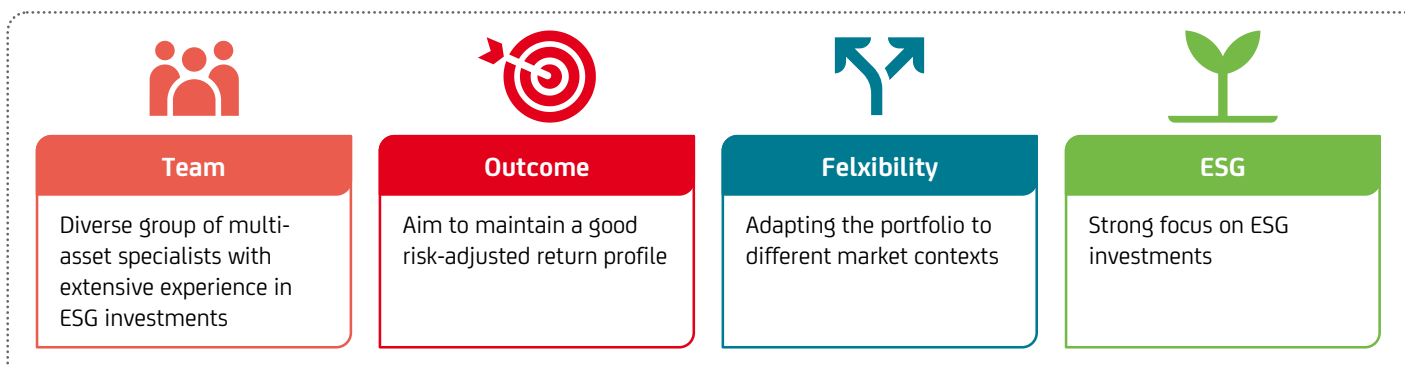 Team
Diverse group of multi-
asset specialists with
extensive experience in
ESG investments
Outcome
Aim to maintain a good
risk-adjusted return profile
Felxibility
Adapting the portfolio to
different market contexts
ESG
Strong focus on ESG
investments